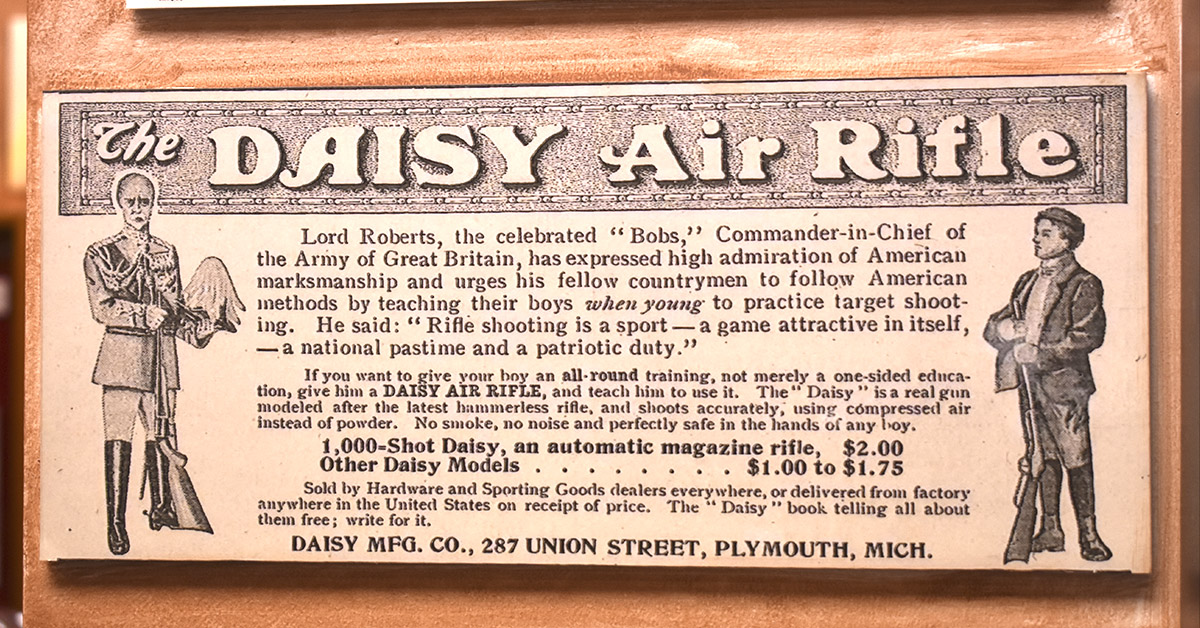 The DAISY Air Rifle
Lord Roberts, the celebrated “Bobs,” Commander-in-Chief of
the Army of Great Britain, has expressed high admiration of American
marksmanship and urges his fellow countrymen to follow American
methods by teaching their boys when young to practice target shoot-
ing. He said: “Rifle shooting is a sport — a game attractive in itself,
— a national pastime and a patriotic duty.”
If you want to give your boy an all-round training, not merely a one-sided educa-
tion, give him a DAISY AIR RIFLE, and teach him to use it. The “Daisy” is a real gun
modeled after the latest hammerless rifle, and shoots accurately, using compressed air
instead of powder. No smoke, no noise and perfectly safe in the hands of any boy.
1,000-Shot Daisy, an automatic magazine rifle, $2.00
Other Daisy Models . . . . . . . . $1.00 to $1.75
Sold by Hardware and Sporting Goods dealers everywhere, or delivered from factory
anywhere in the United States on receipt of price. The “Daisy” book telling all about
them free; write for it.
DAISY MFG. CO., 287 UNION STREET, PLYMOUTH, MICH.